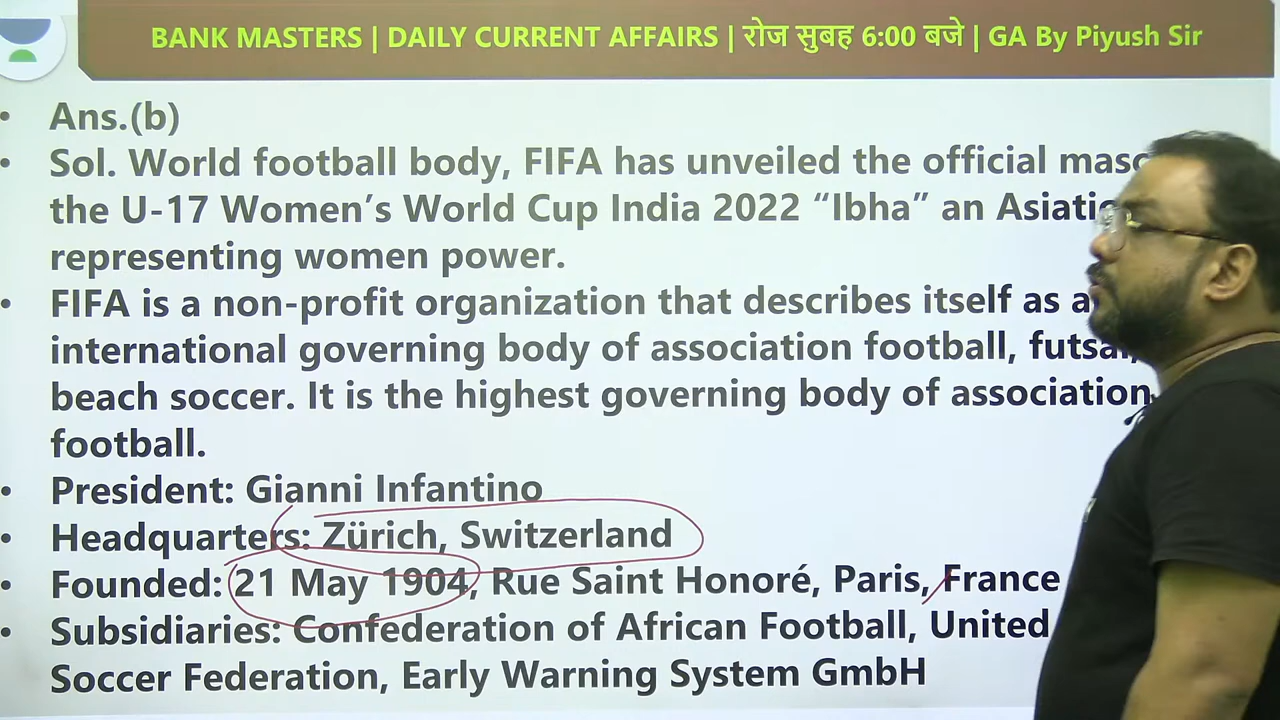 BANK MASTERS | DAILY CURRENT AFFAIRS | रोज सुबह 6:00 बजे | GA By Piyush Sir
• Ans.(b)
• Sol. World football body, FIFA has unveiled the official
the U-17 Women's World Cup India 2022 “Ibha” an
representing women power.
• FIFA is a non-profit organization that describes itself as
international governing body of association football,
beach soccer. It is the highest governing body of association
football.
• President: Gianni Infantino
• Headquarters: Zürich, Switzerland
• Founded: 21 May 1904, Rue Saint Honoré, Paris, France
• Subsidiaries: Confederation of African Football, United
Soccer Federation, Early Warning System GmbH